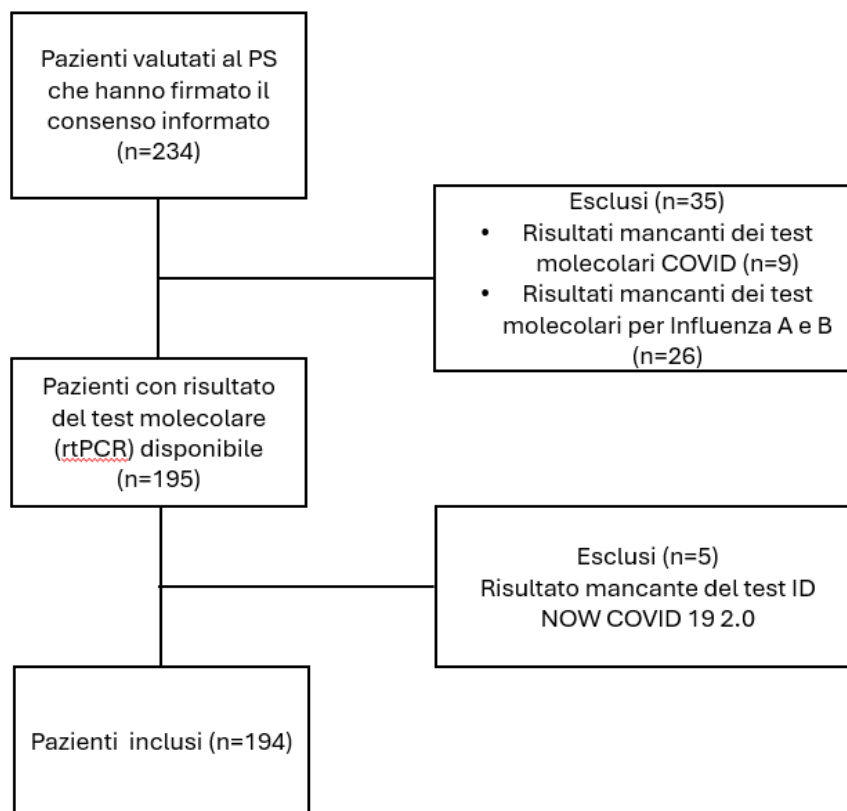 Pazienti valutati al PS
che hanno firmato il
consenso informato
(n=234)
Esclusi (n=35)
• Risultati mancanti dei test
molecolari COVID (n=9)
• Risultati mancanti dei test
molecolari per Influenza A e B
(n=26)
Pazienti con risultato
del test molecolare
(rtPCR) disponibile
(n=195)
Esclusi (n=5)
Risultato mancante del test ID
NOW COVID 19 2.0
Pazienti inclusi (n=194)